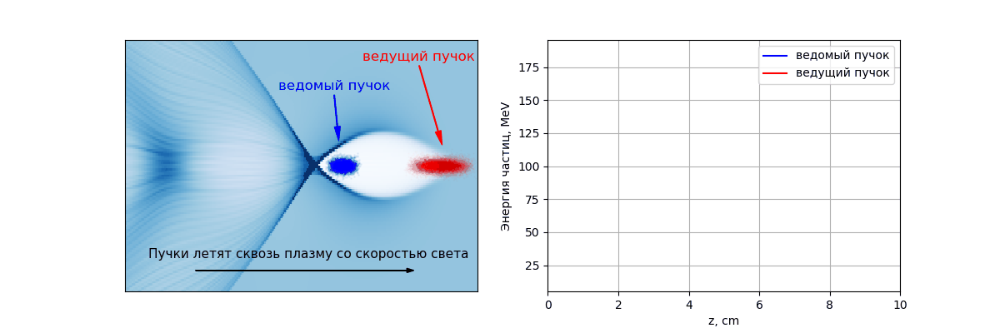 ведущий пучок
ведомый пучок
Пучки летят сквозь плазму со скоростью света
ведомый пучок
ведущий пучок
Энергия частиц, MeV
175
150
125
100
75
50
25
0 2 4 6 8 10
z, cm